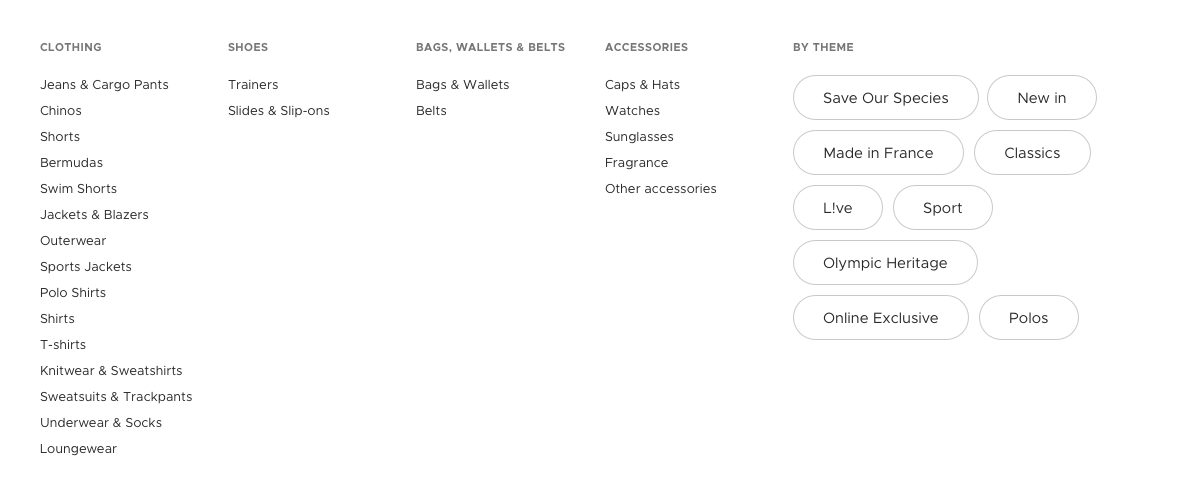 CLOTHING
Jeans & Cargo Pants
Chinos
Shorts
Bermudas
Swim Shorts
Jackets & Blazers
Outerwear
Sports Jackets
Polo Shirts
Shirts
T-shirts
Knitwear & Sweatshirts
Sweatsuits & Trackpants
Underwear & Socks
Loungewear
SHOES
Trainers
Slides & Slip-ons
BAGS, WALLETS & BELTS
Bags & Wallets
Belts
ACCESSORIES
Caps & Hats
Watches
Sunglasses
Fragrance
Other accessories
BY THEME
Save Our Species
New in
Made in France
Classics
L!ve
Sport
Olympic Heritage
Online Exclusive
Polos